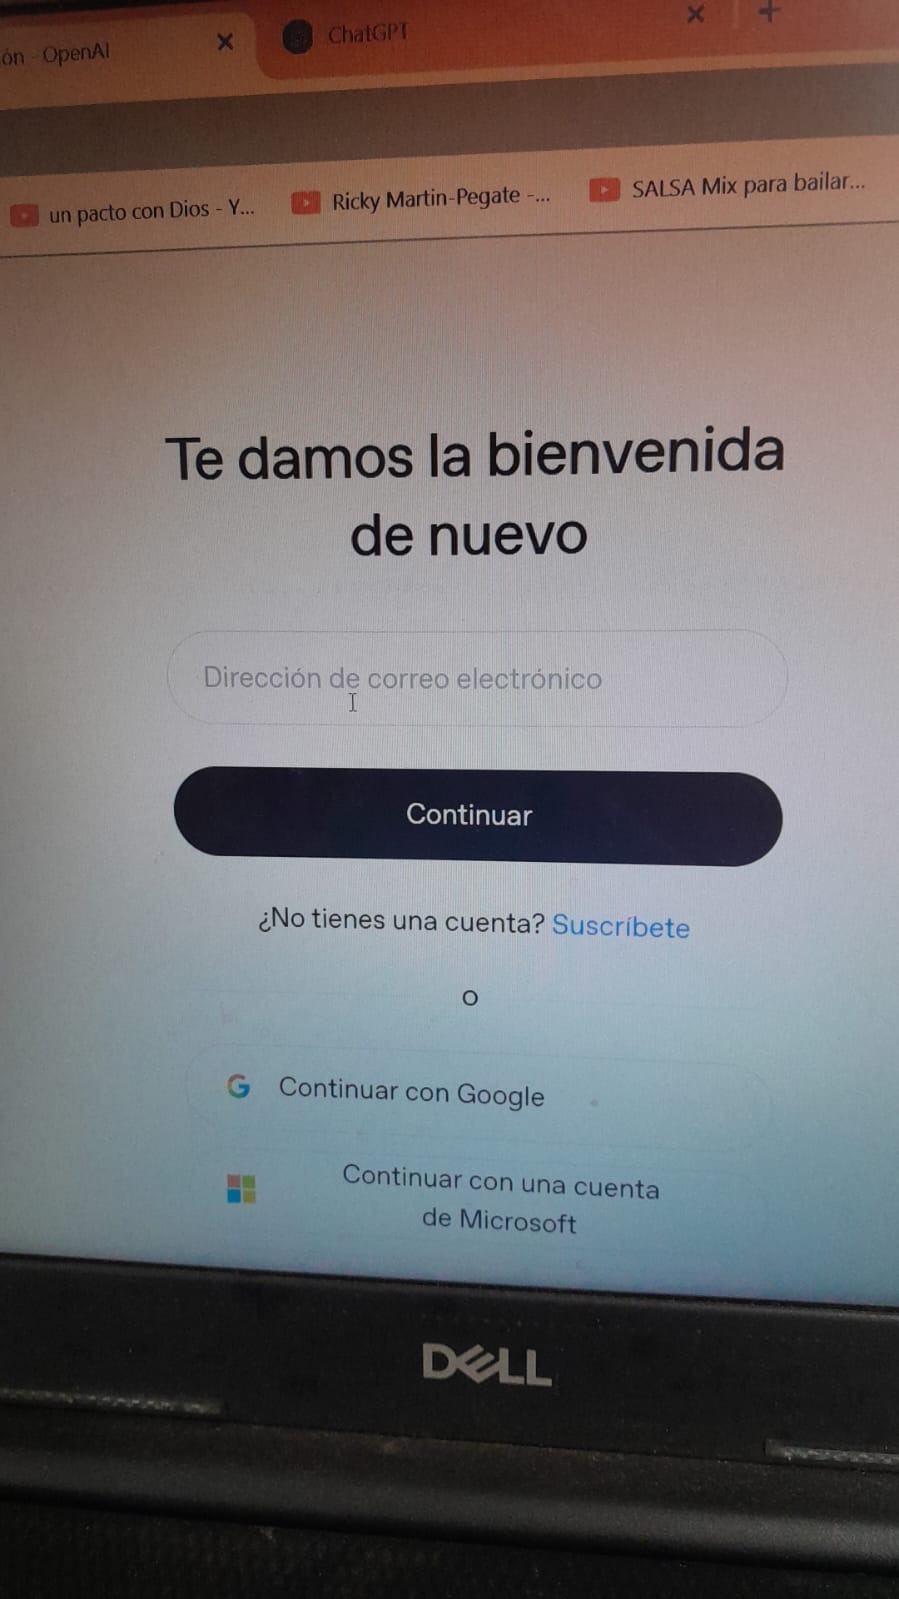 ón - OpenAI
ChatGPT
un pacto con Dios - Y...
Ricky Martin-Pegate -...
SALSA Mix para bailar...
Te damos la bienvenida
de nuevo
Dirección de correo electrónico
Continuar
¿No tienes una cuenta? Suscríbete
O
G Continuar con Google
Continuar con una cuenta
de Microsoft
DELL